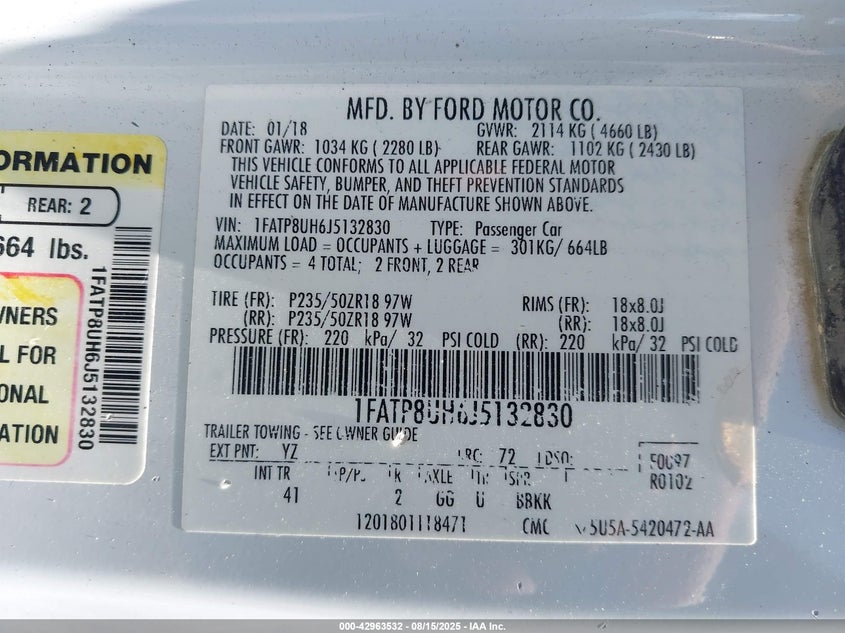 ORMATION
REAR: 2
664 lbs.
WNERS
L FOR
ONAL
ATION
1FATP8UH6J5132830
MFD. BY FORD MOTOR CO.
DATE: 01/18 GVWR: 2114 KG ( 4660 LB)
FRONT GAWR: 1034 KG ( 2280 LB) REAR GAWR: 1102 KG ( 2430 LB)
THIS VEHICLE CONFORMS TO ALL APPLICABLE FEDERAL MOTOR
VEHICLE SAFETY, BUMPER, AND THEFT PREVENTION STANDARDS
IN EFFECT ON THE DATE OF MANUFACTURE SHOWN ABOVE.
VIN: 1FATP8UH6J5132830 TYPE: Passenger Car
MAXIMUM LOAD = OCCUPANTS + LUGGAGE = 301KG/ 664LB
OCCUPANTS = 4 TOTAL; 2 FRONT, 2 REAR
TIRE (FR): P235/50ZR18 97W RIMS (FR): 18x8.0J
(RR): P235/50ZR18 97W (RR): 18x8.0J
PRESSURE (FR): 220 kPa/ 32 PSI COLD (RR): 220 kPa/ 32 PSI COLD
1FATP8UH6J5132830
TRAILER TOWING - SEE OWNER GUIDE
EXT PNT: YZ RC: 72 DSO:
INT TR R AXLE TR SPR R0102
41 2 GG U BBKK
1201801118471 CMC 5U5A-5420472-AA
000-42963532 - 08/15/2025 - IAA Inc.